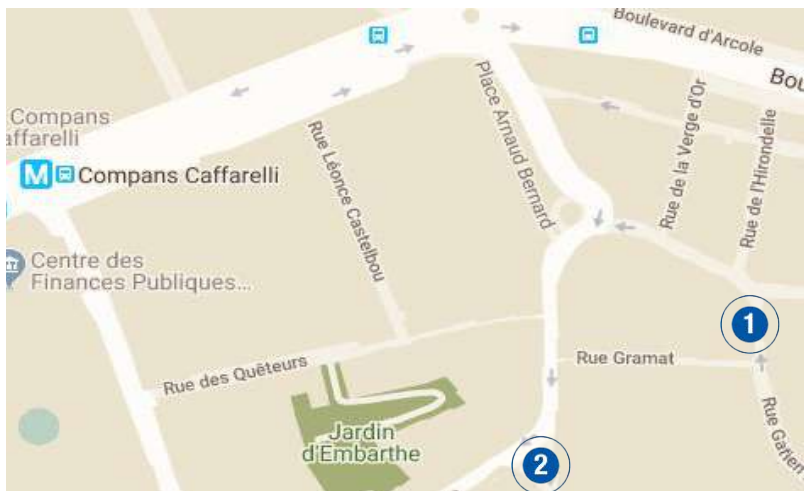 Boulevard d'Arcole
Bou
Compans
affarelli
M Compans Caffarelli
Place Arnaud Bernard
Rue de la Verge d'Or
Rue de l'Hirondelle
Rue Léonce Castelbou
Centre des
Finances Publiques...
1
Rue Gramat
Rue des Quêteurs
Rue Gatien
Jardin
d'Embarthe
2